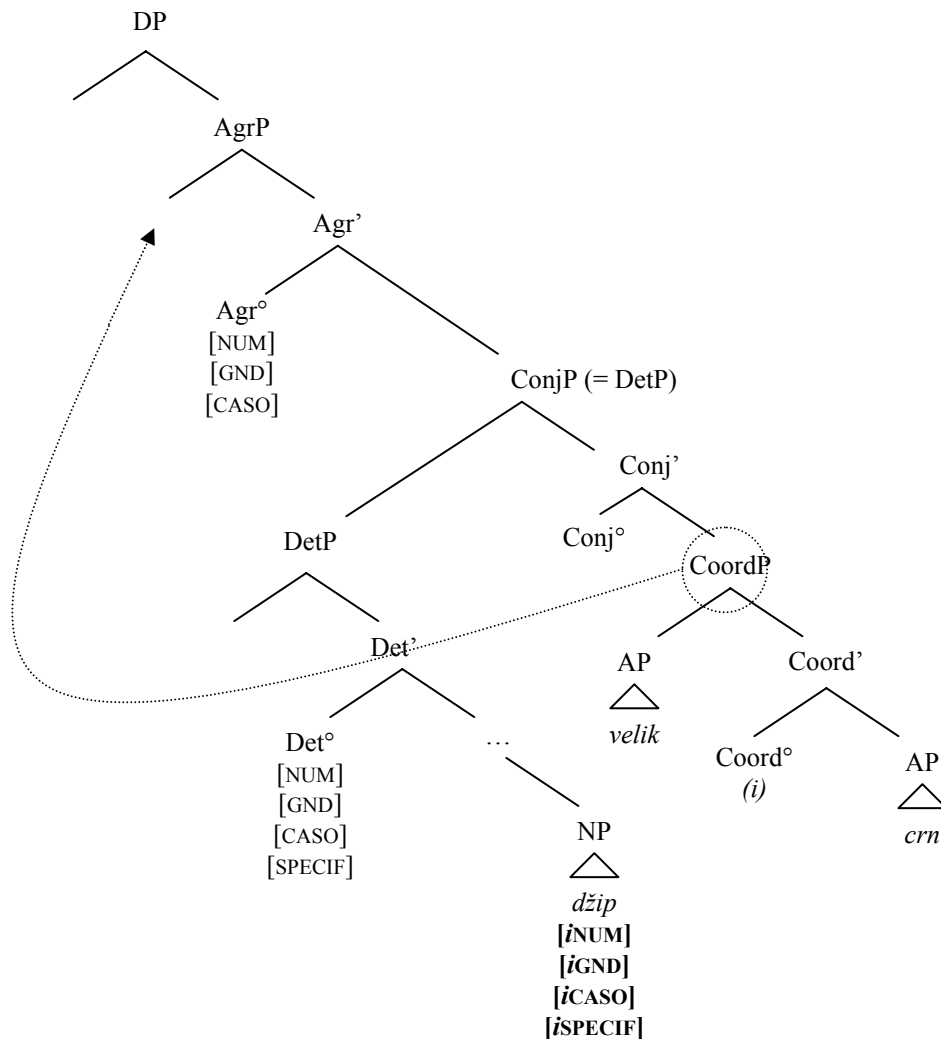 DP
AgrP
Agr’
Agr°
[NUM]
[GND]
[CASO]
ConjP (= DetP)
Conj’
Conj°
DetP
CoordP
Det’
AP
velik
Coord’
Det°
[NUM]
[GND]
[CASO]
[SPECIF]
…
Coord°
(i)
AP
crn
NP
džip
[iNUM]
[iGND]
[iCASO]
[iSPECIF]